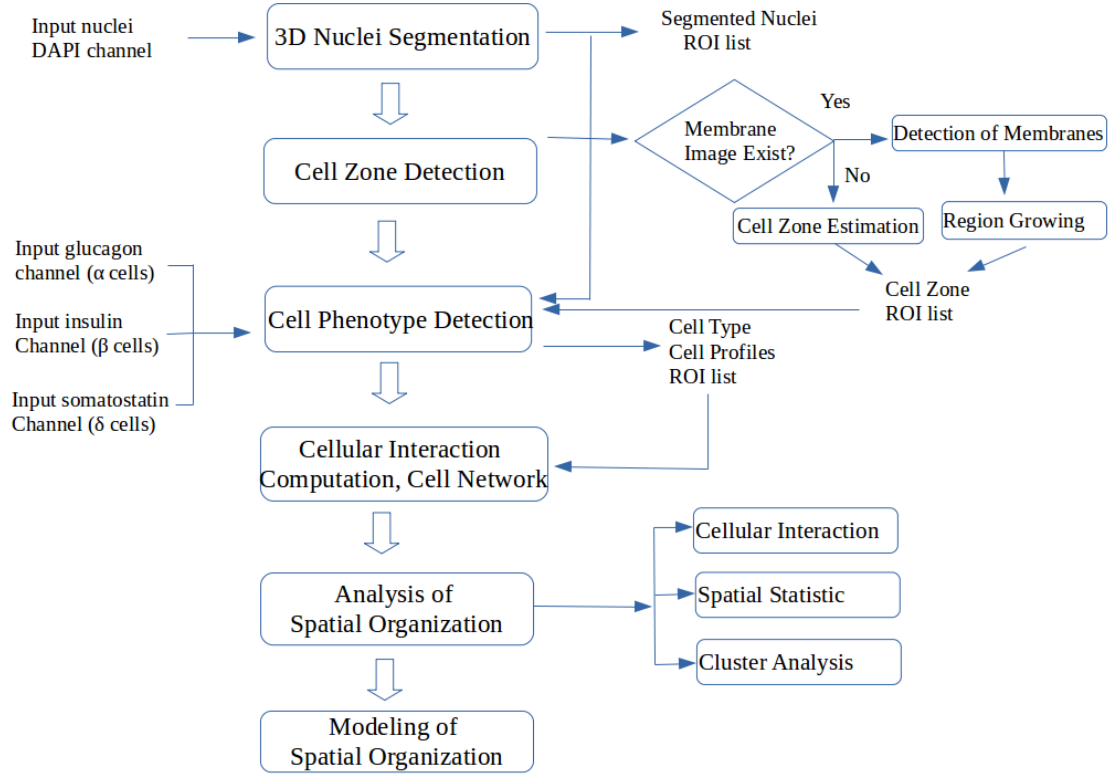 Input nuclei
DAPI channel
3D Nuclei Segmentation
Segmented Nuclei
ROI list
Cell Zone Detection
Membrane
Image Exist?
Yes
No
Detection of Membranes
Cell Zone Estimation
Region Growing
Cell Zone
ROI list
Input glucagon
channel (α cells)
Input insulin
Channel (β cells)
Input somatostatin
Channel (δ cells)
Cell Phenotype Detection
Cell Type
Cell Profiles
ROI list
Cellular Interaction
Computation, Cell Network
Analysis of
Spatial Organization
Cellular Interaction
Spatial Statistic
Cluster Analysis
Modeling of
Spatial Organization